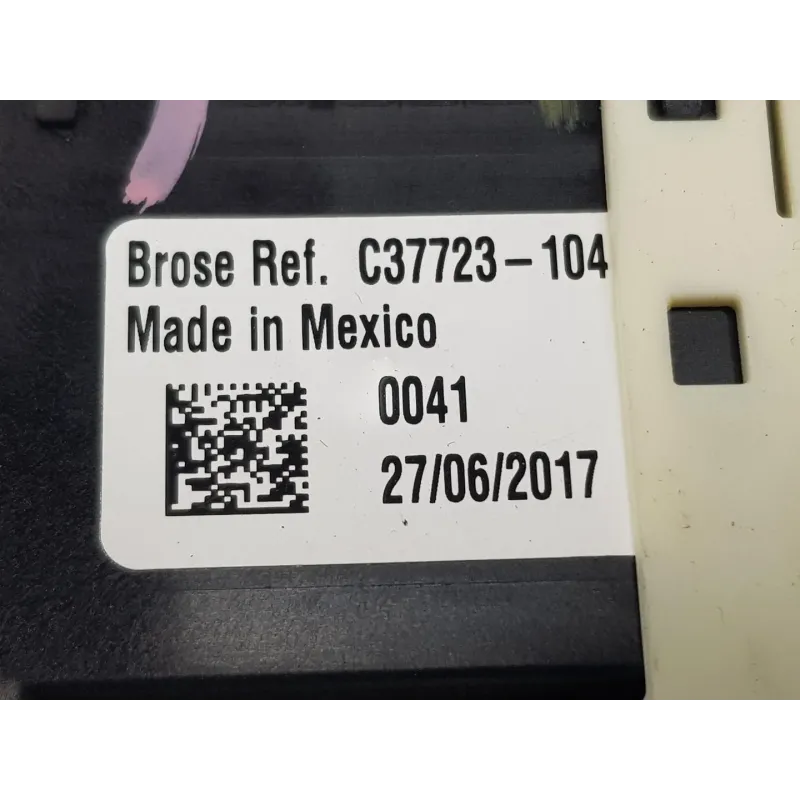 Brose Ref. C37723-104
Made in Mexico
0041
27/06/2017